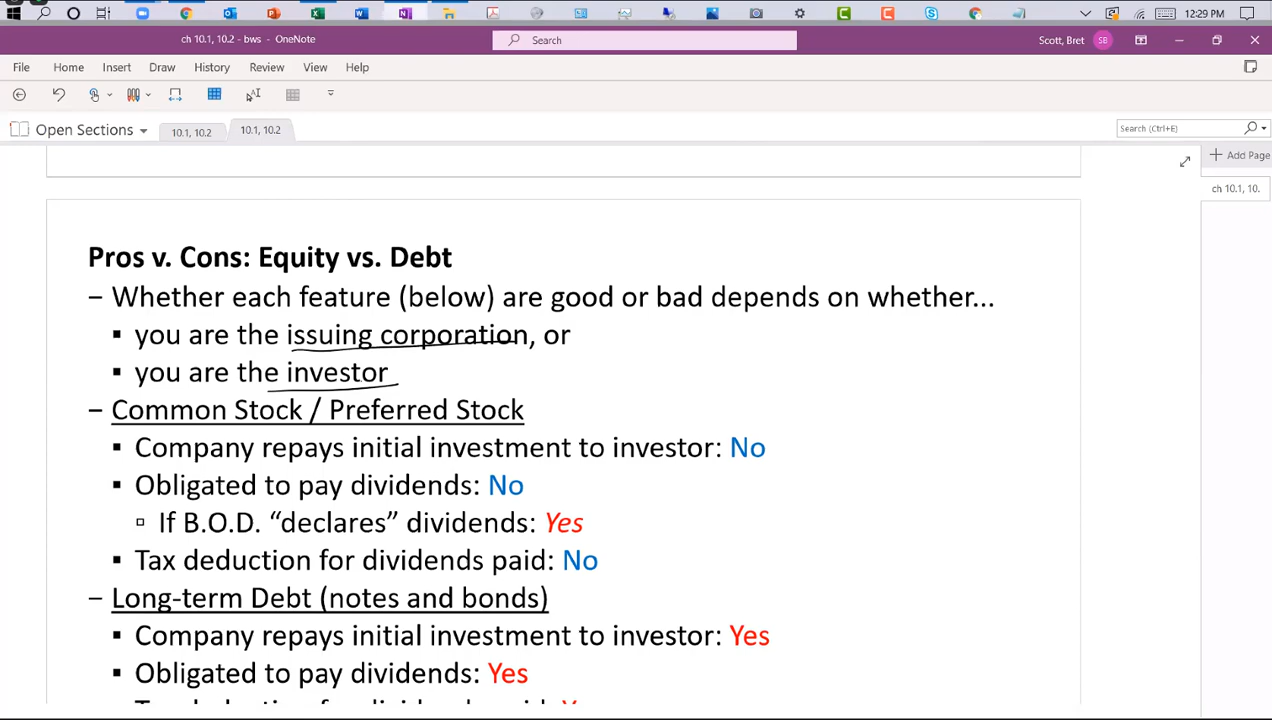 12:29 PM
ch 10.1, 10.2 - bws - OneNote
Search
Scott, Bret
SB
File Home Insert Draw History Review View Help
Open Sections
10.1, 10.2
10.1, 10.2
Search (Ctrl+E)
Add Page
ch 10.1, 10.
Pros v. Cons: Equity vs. Debt
– Whether each feature (below) are good or bad depends on whether...
▪ you are the issuing corporation, or
▪ you are the investor
– Common Stock / Preferred Stock
▪ Company repays initial investment to investor: No
▪ Obligated to pay dividends: No
▫ If B.O.D. “declares” dividends: Yes
▪ Tax deduction for dividends paid: No
– Long-term Debt (notes and bonds)
▪ Company repays initial investment to investor: Yes
▪ Obligated to pay dividends: Yes